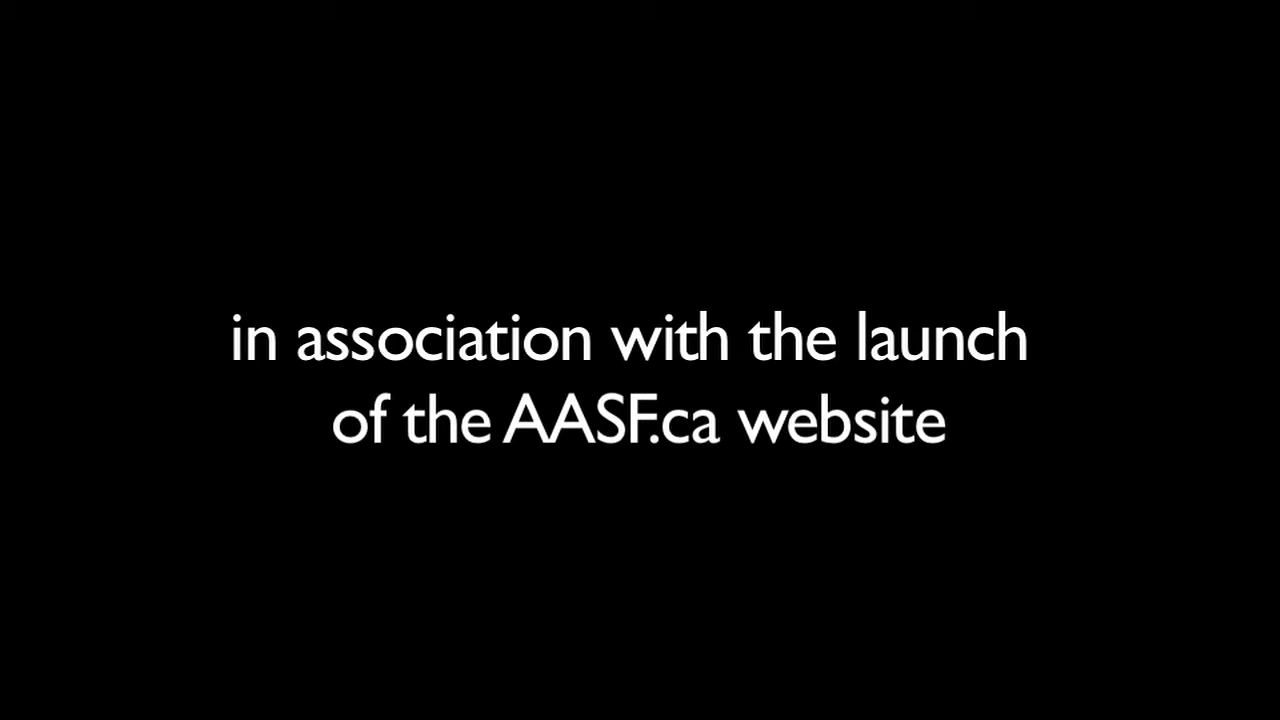 in association with the launch
of the AASF.ca website